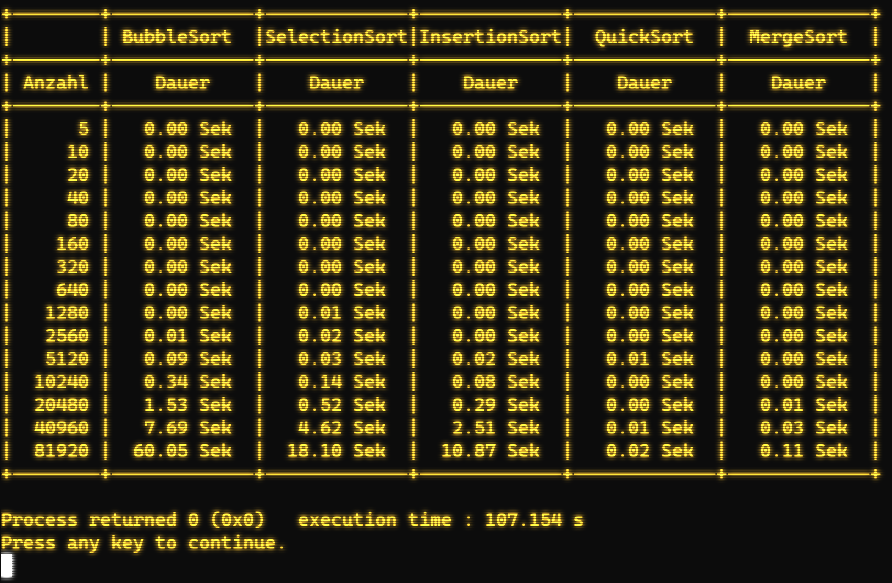 BubbleSort SelectionSort InsertionSort QuickSort MergeSort
Anzahl Dauer Dauer Dauer Dauer Dauer
5 0.00 Sek 0.00 Sek 0.00 Sek 0.00 Sek 0.00 Sek
10 0.00 Sek 0.00 Sek 0.00 Sek 0.00 Sek 0.00 Sek
20 0.00 Sek 0.00 Sek 0.00 Sek 0.00 Sek 0.00 Sek
40 0.00 Sek 0.00 Sek 0.00 Sek 0.00 Sek 0.00 Sek
80 0.00 Sek 0.00 Sek 0.00 Sek 0.00 Sek 0.00 Sek
160 0.00 Sek 0.00 Sek 0.00 Sek 0.00 Sek 0.00 Sek
320 0.00 Sek 0.00 Sek 0.00 Sek 0.00 Sek 0.00 Sek
640 0.00 Sek 0.00 Sek 0.00 Sek 0.00 Sek 0.00 Sek
1280 0.00 Sek 0.01 Sek 0.00 Sek 0.00 Sek 0.00 Sek
2560 0.01 Sek 0.02 Sek 0.00 Sek 0.00 Sek 0.00 Sek
5120 0.09 Sek 0.03 Sek 0.02 Sek 0.01 Sek 0.00 Sek
10240 0.34 Sek 0.14 Sek 0.08 Sek 0.00 Sek 0.00 Sek
20480 1.53 Sek 0.52 Sek 0.29 Sek 0.00 Sek 0.01 Sek
40960 7.69 Sek 4.62 Sek 2.51 Sek 0.01 Sek 0.03 Sek
81920 60.05 Sek 18.10 Sek 10.87 Sek 0.02 Sek 0.11 Sek
Process returned 0 (0x0) execution time : 107.154 s
Press any key to continue.